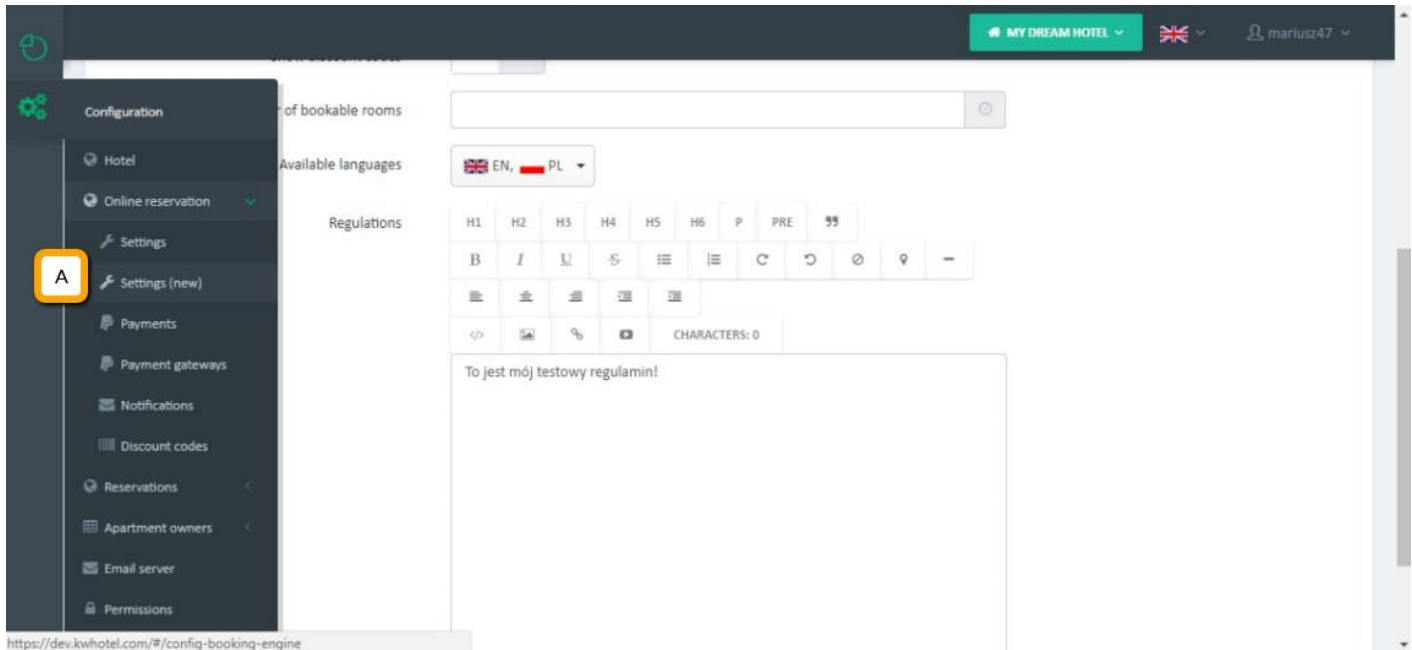 MY DREAM HOTEL
mariusz47
Configuration
of bookable rooms
Hotel
Available languages
EN, PL
Online reservation
Regulations
H1 H2 H3 H4 H5 H6 P PRE
Settings
B I U S
A
Settings (new)
Payments
CHARACTERS: 0
Payment gateways
To jest mój testowy regulamin!
Notifications
Discount codes
Reservations
Apartment owners
Email server
Permissions
https://dev.kwhotel.com/#/config-booking-engine